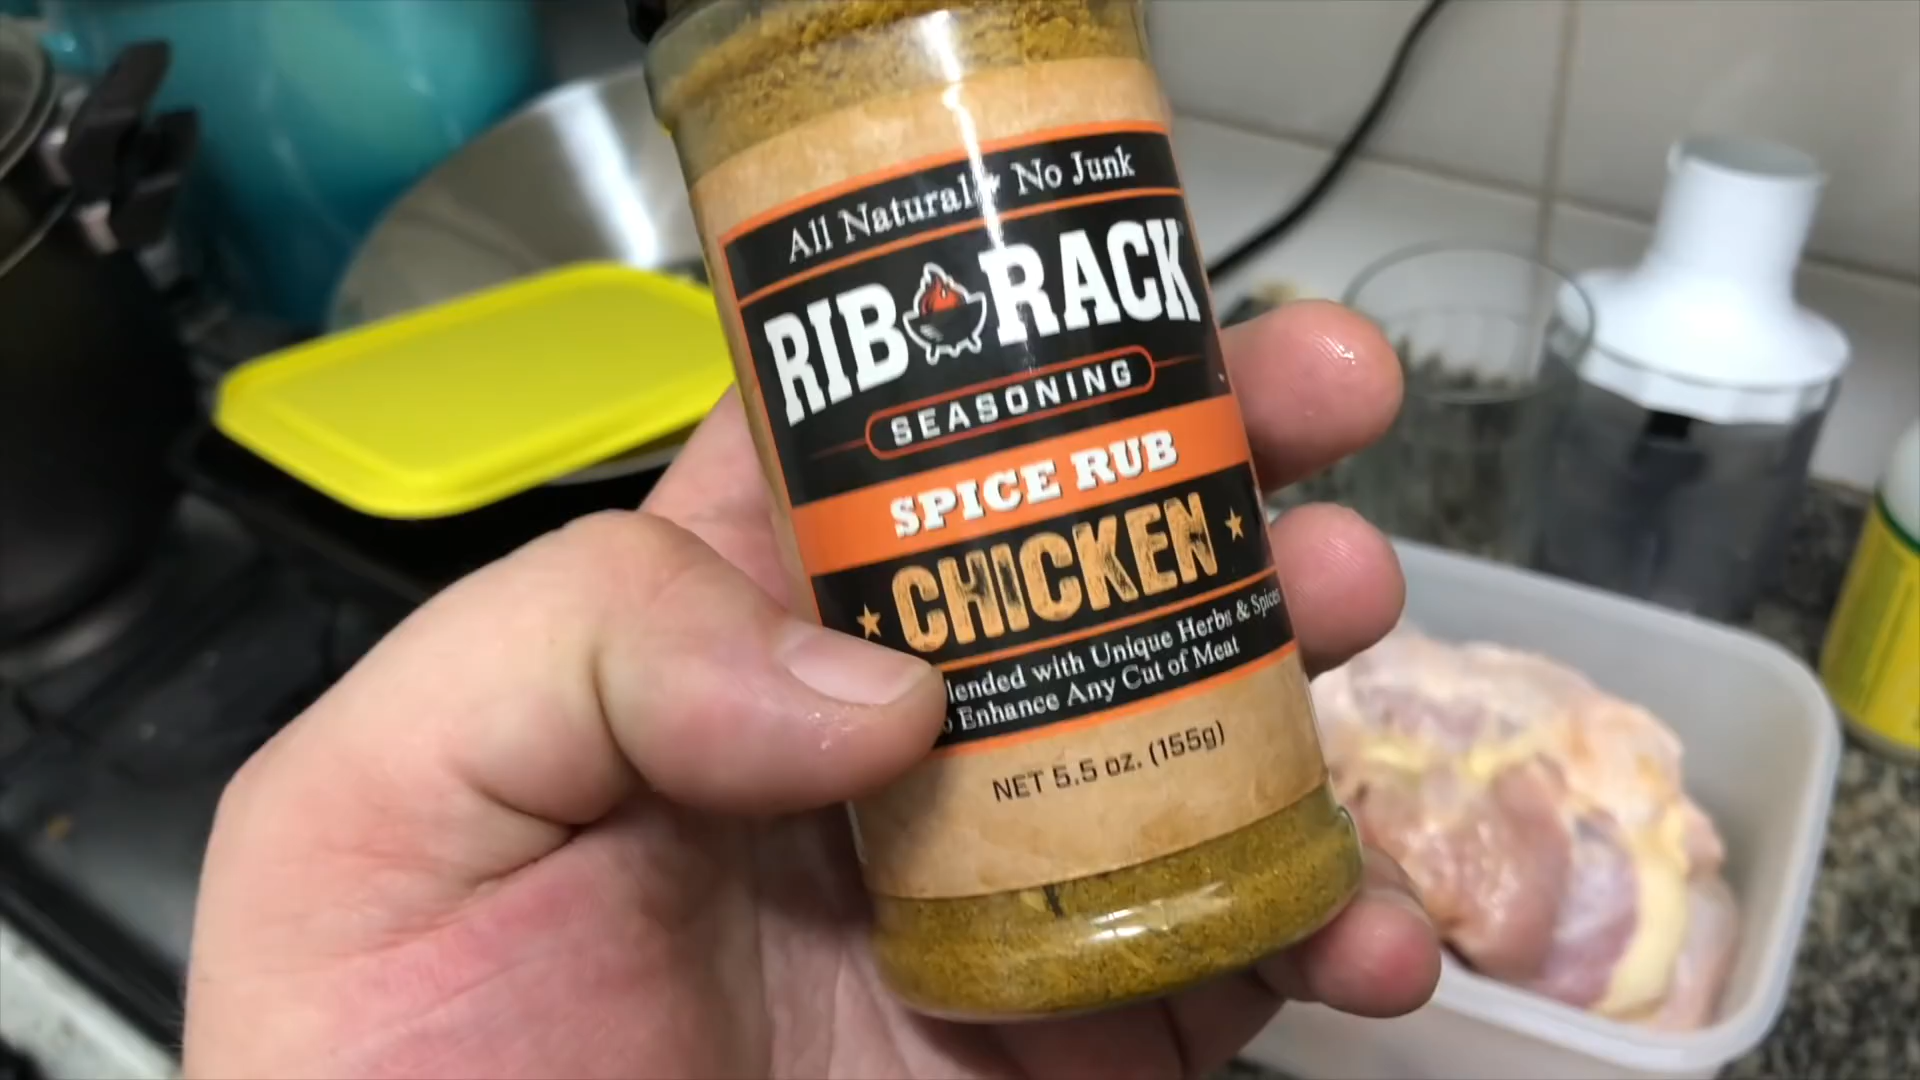 All Natural ★ No Junk
RIB RACK
SEASONING
SPICE RUB
★ CHICKEN ★
lended with Unique Herbs & Spices
o Enhance Any Cut of Meat
NET 5.5 oz. (155g)